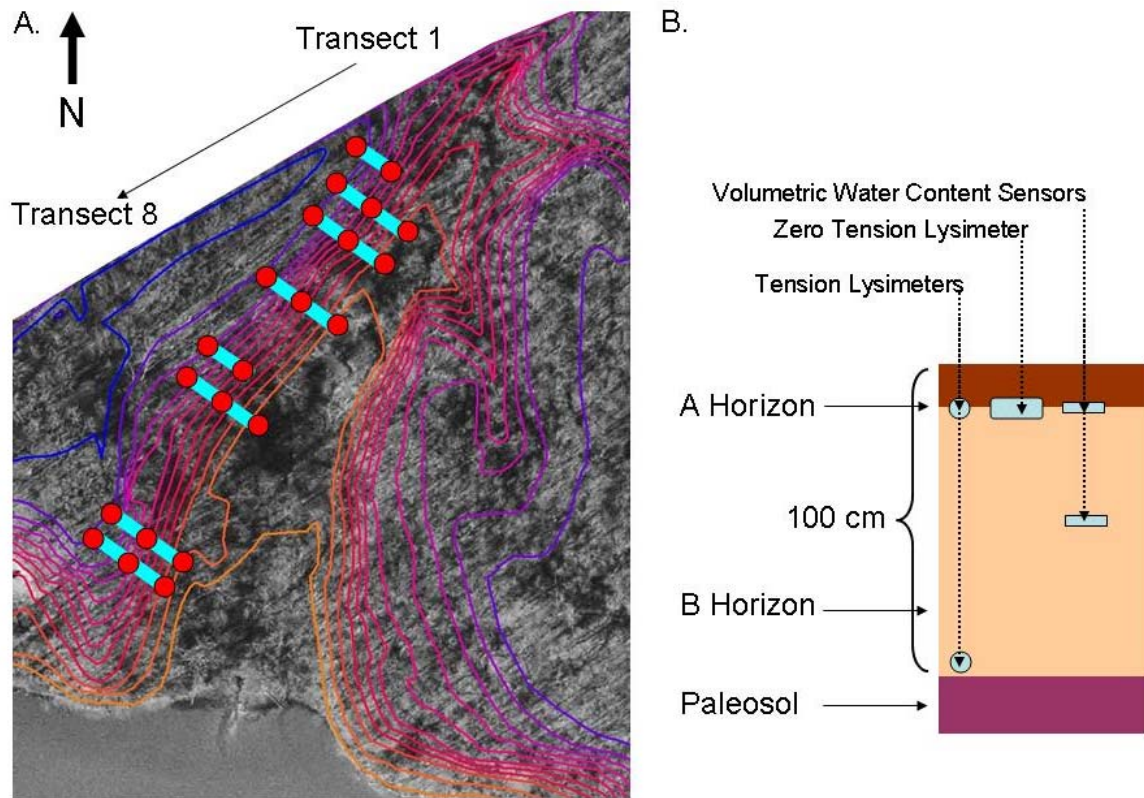 A.
N
Transect 1
Transect 8
B.
Volumetric Water Content Sensors
Zero Tension Lysimeter
Tension Lysimeters
A Horizon
100 cm
B Horizon
Paleosol